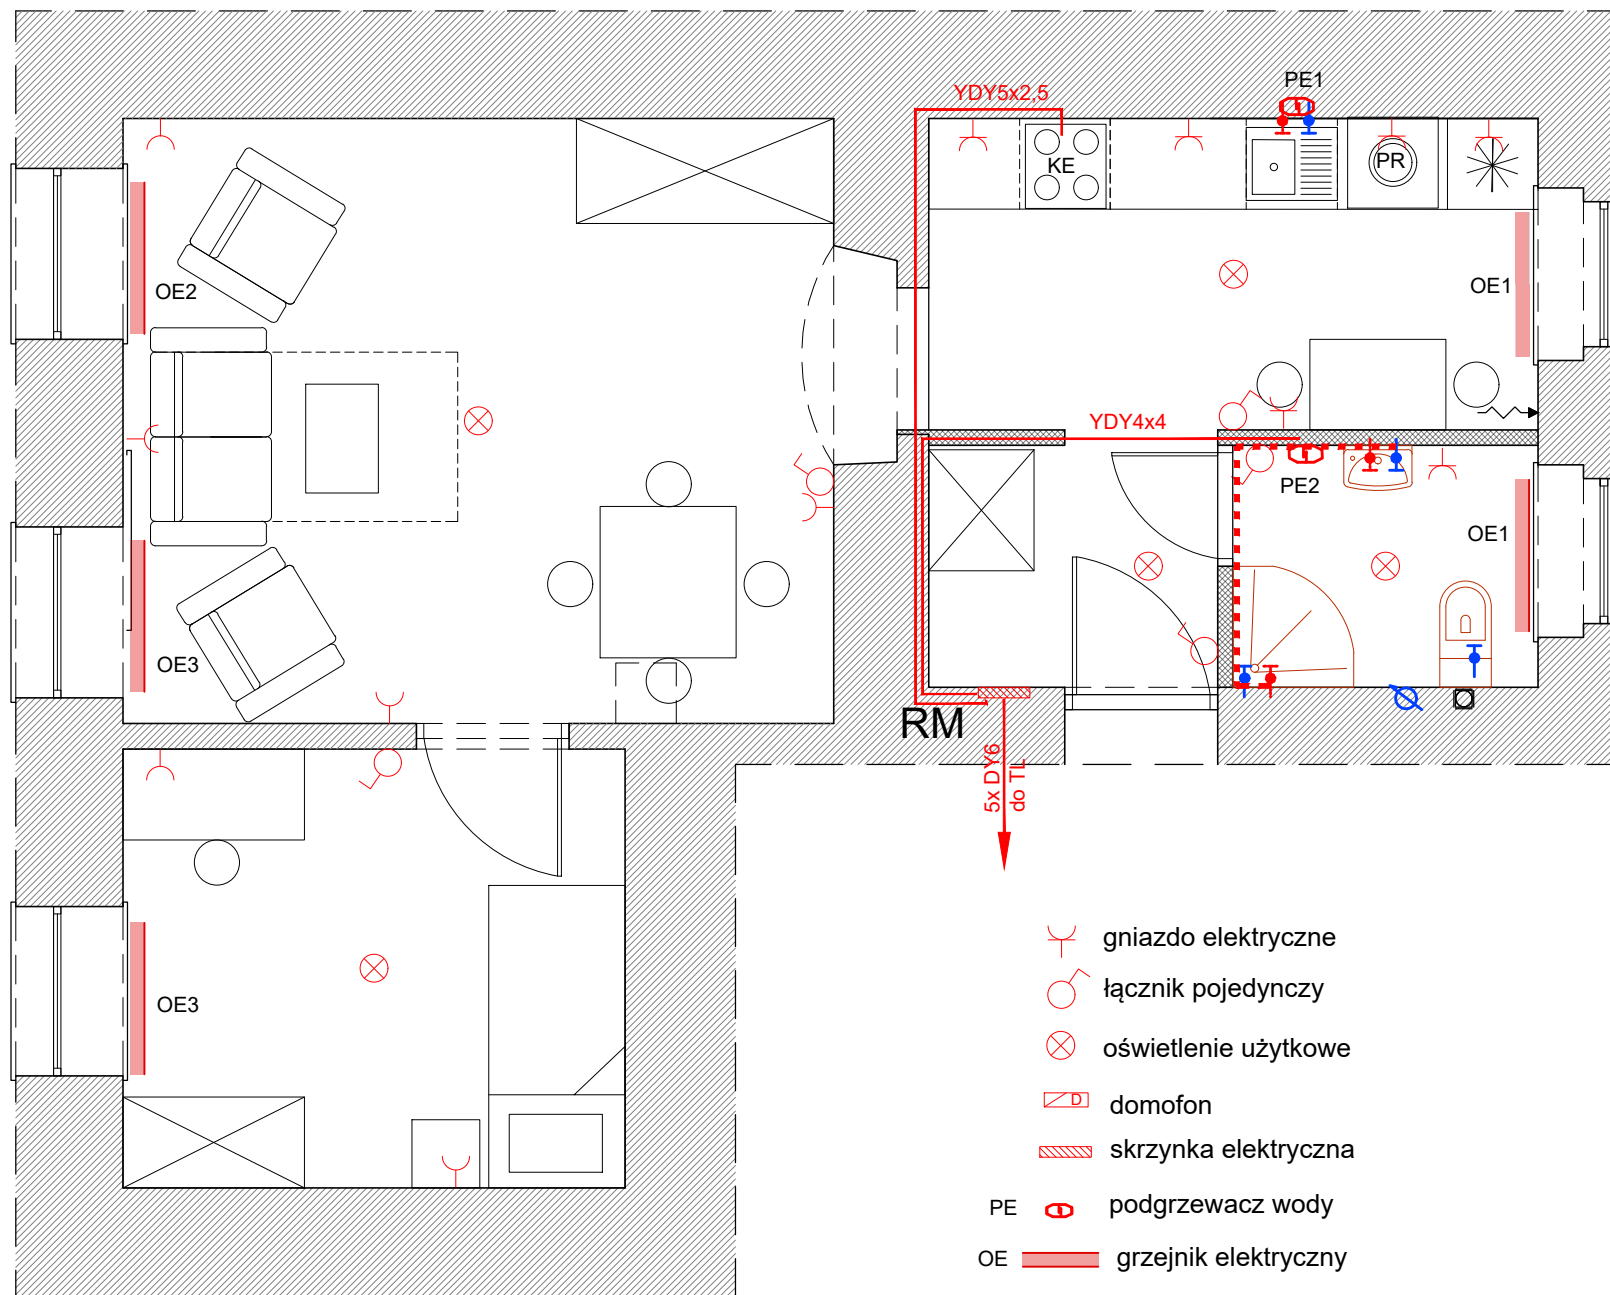 PE1
YDY5x2,5
KE
PR
OE2
OE1
YDY4x4
PE2
OE1
OE3
RM
5x DY6
do TL
OE3
gniazdo elektryczne
łącznik pojedynczy
oświetlenie użytkowe
D domofon
skrzynka elektryczna
PE podgrzewacz wody
OE grzejnik elektryczny